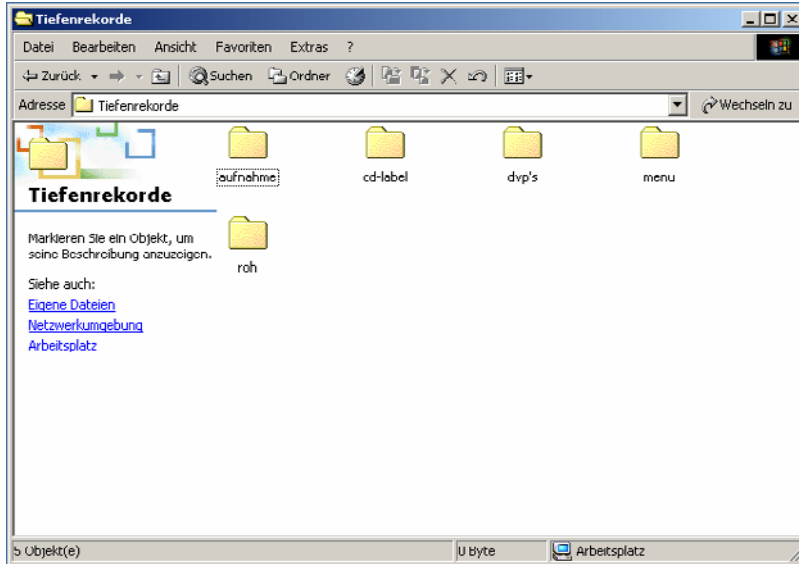 Tiefenrekorde
Datei Bearbeiten Ansicht Favoriten Extras ?
Zurück Suchen Ordner
Adresse Tiefenrekorde Wechseln zu
aufnahme cd-label dvp's menu
Tiefenrekorde
Markieren Sie ein Objekt, um
seine Beschreibung anzuzeigen.
roh
Siehe auch:
Eigene Dateien
Netzwerkumgebung
Arbeitsplatz
5 Objekt(e) 0 Byte Arbeitsplatz